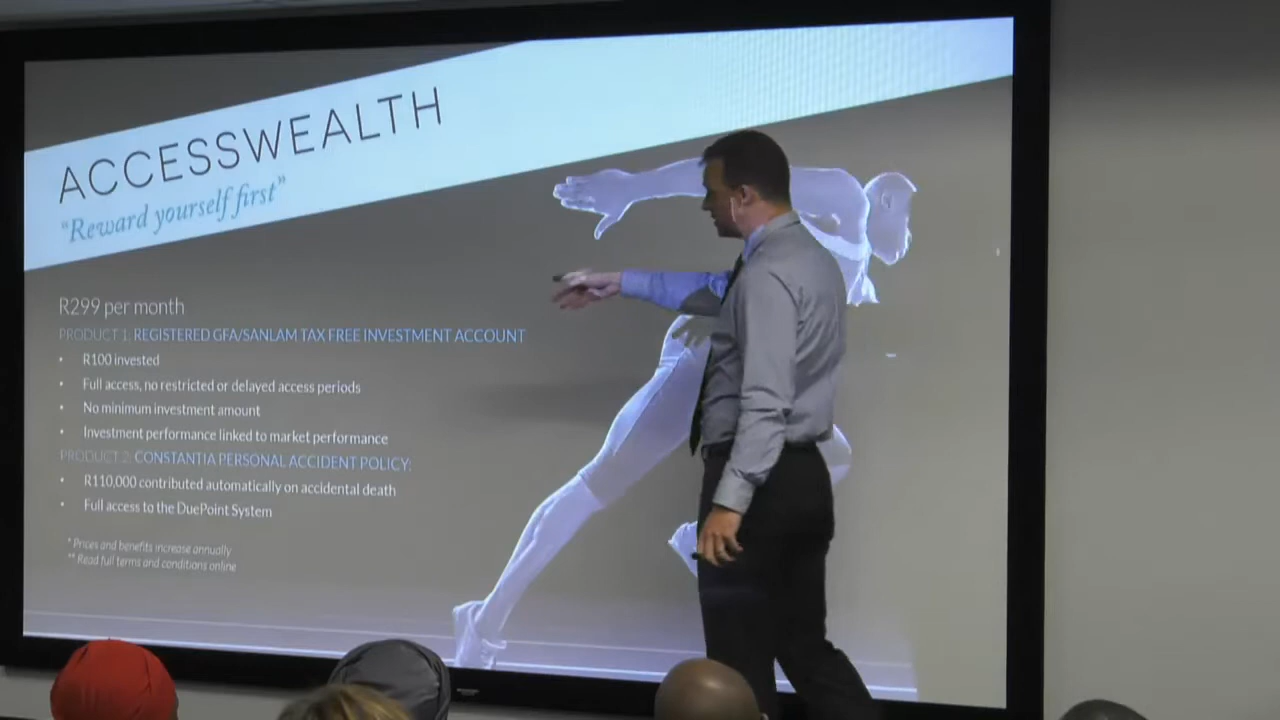 ACCESSWEALTH
“Reward yourself first”
R299 per month
PRODUCT 1: REGISTERED GFA/SANLAM TAX FREE INVESTMENT ACCOUNT
• R100 invested
• Full access, no restricted or delayed access periods
• No minimum investment amount
• Investment performance linked to market performance
PRODUCT 2: CONSTANTIA PERSONAL ACCIDENT POLICY:
• R110,000 contributed automatically on accidental death
• Full access to the DuePoint System
* Prices and benefits increase annually
** Read full terms and conditions online